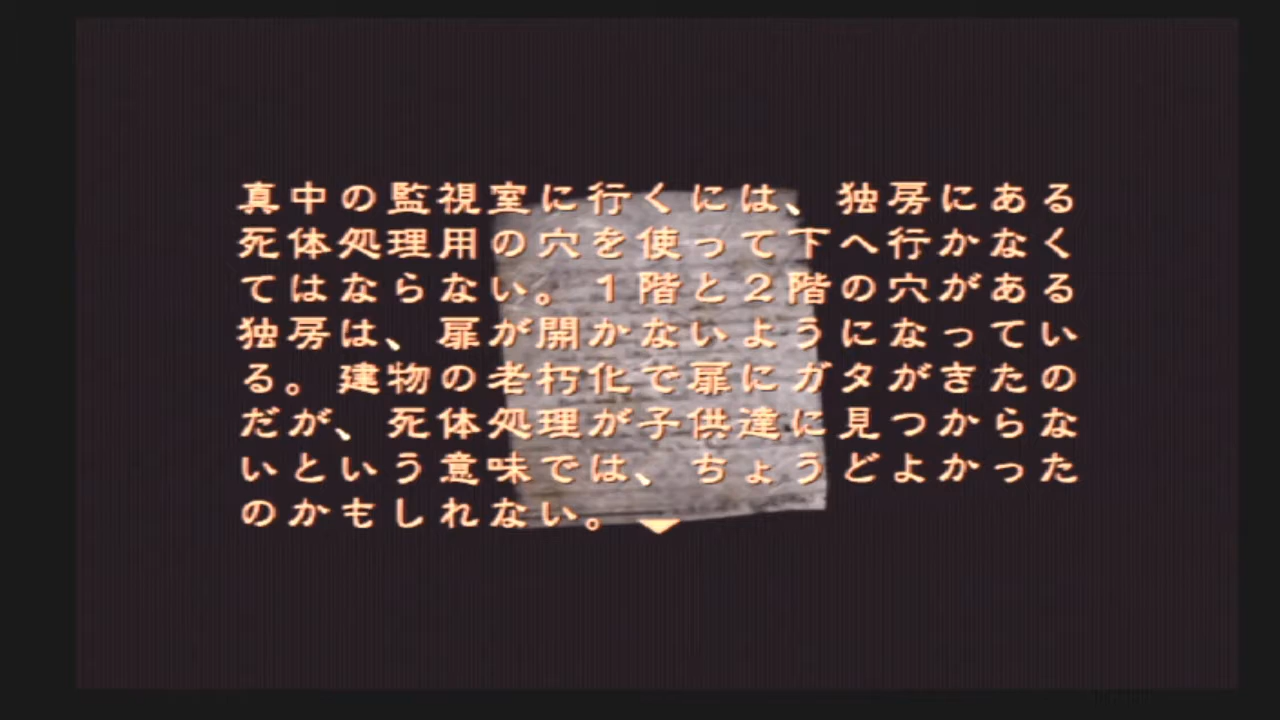 真中の監視室に行くには、独房にある
死体処理用の穴を使って下へ行かなく
てはならない。１階と２階の穴がある
独房は、扉が開かないようになってい
る。建物の老朽化で扉にガタがきたの
だが、死体処理が子供達に見つからな
いという意味では、ちょうどよかった
のかもしれない。